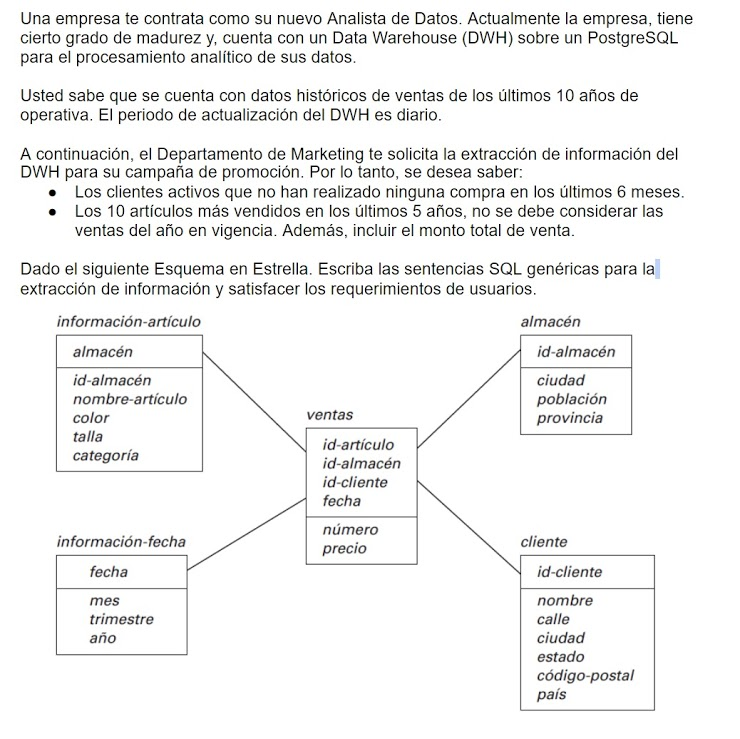 Una empresa te contrata como su nuevo Analista de Datos. Actualmente la empresa, tiene
cierto grado de madurez y, cuenta con un Data Warehouse (DWH) sobre un PostgreSQL
para el procesamiento analítico de sus datos.
Usted sabe que se cuenta con datos históricos de ventas de los últimos 10 años de
operativa. El periodo de actualización del DWH es diario.
A continuación, el Departamento de Marketing te solicita la extracción de información del
DWH para su campaña de promoción. Por lo tanto, se desea saber:
● Los clientes activos que no han realizado ninguna compra en los últimos 6 meses.
● Los 10 artículos más vendidos en los últimos 5 años, no se debe considerar las
ventas del año en vigencia. Además, incluir el monto total de venta.
Dado el siguiente Esquema en Estrella. Escriba las sentencias SQL genéricas para la
extracción de información y satisfacer los requerimientos de usuarios.
información-artículo
almacén
id-almacén
nombre-artículo
color
talla
categoría
almacén
id-almacén
ciudad
población
provincia
ventas
id-artículo
id-almacén
id-cliente
fecha
número
precio
información-fecha
fecha
mes
trimestre
año
cliente
id-cliente
nombre
calle
ciudad
estado
código-postal
país